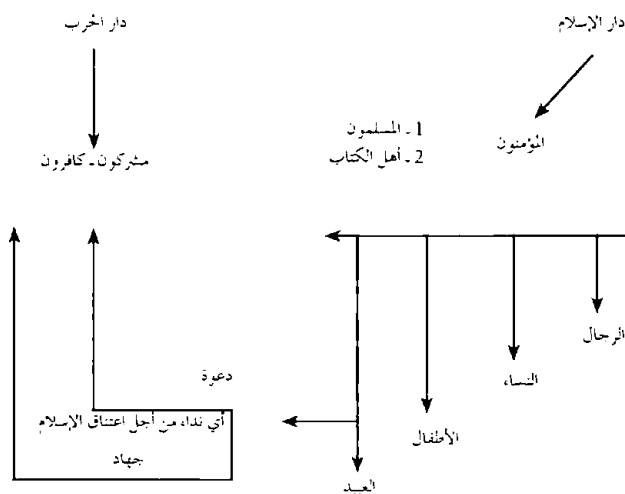 دار الإسلام
دار الحرب
المؤمنون
1 ـ المسلمون
2 ـ أهل الكتاب
مشركون ـ كافرون
الرجال
النساء
الأطفال
العبد
دعوة
أي نداء من أجل اعتناق الإسلام
جهاد